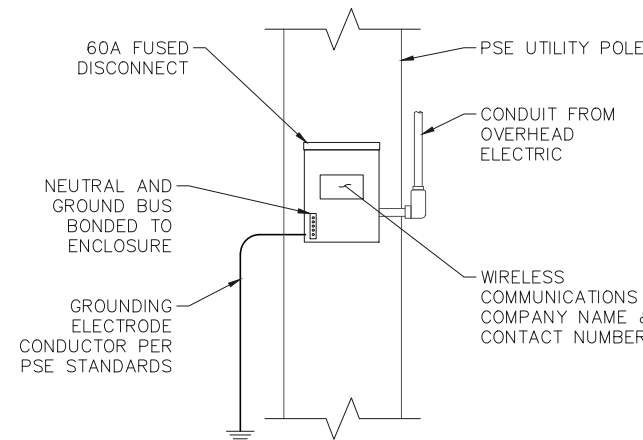 60A FUSED
DISCONNECT
PSE UTILITY POLE
CONDUIT FROM
OVERHEAD
ELECTRIC
NEUTRAL AND
GROUND BUS
BONDED TO
ENCLOSURE
WIRELESS
COMMUNICATIONS
COMPANY NAME &
CONTACT NUMBER
GROUNDING
ELECTRODE
CONDUCTOR PER
PSE STANDARDS